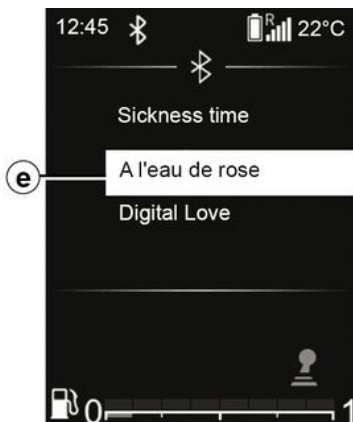 12:45 R 22°C
Sickness time
e A l'eau de rose
Digital Love
0 1